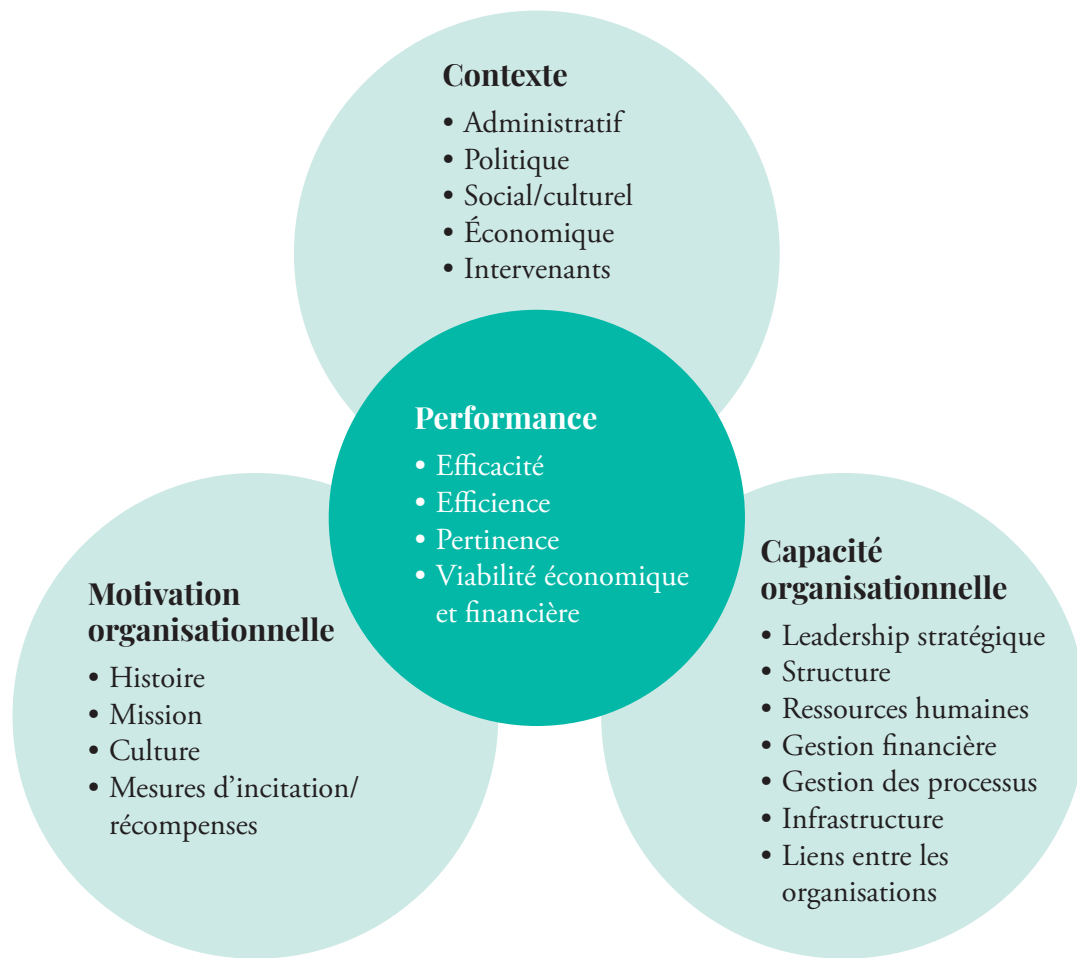 Contexte
• Administratif
• Politique
• Social/culturel
• Économique
• Intervenants
Performance
• Efficacité
• Efficience
• Pertinence
• Viabilité économique
et financière
Motivation
organisationnelle
• Histoire
• Mission
• Culture
• Mesures d’incitation/
récompenses
Capacité
organisationnelle
• Leadership stratégique
• Structure
• Ressources humaines
• Gestion financière
• Gestion des processus
• Infrastructure
• Liens entre les
organisations